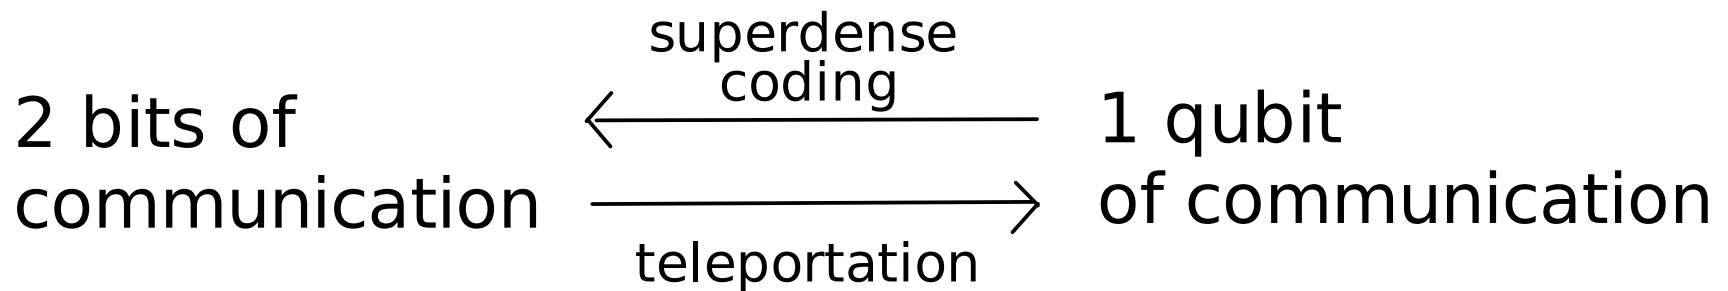 superdense
coding
2 bits of
communication
1 qubit
of communication
teleportation